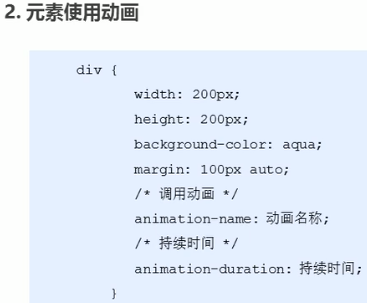 2. 元素使用动画
div {
width: 200px;
height: 200px;
background-color: aqua;
margin: 100px auto;
/* 调用动画 */
animation-name: 动画名称;
/* 持续时间 */
animation-duration: 持续时间;
}